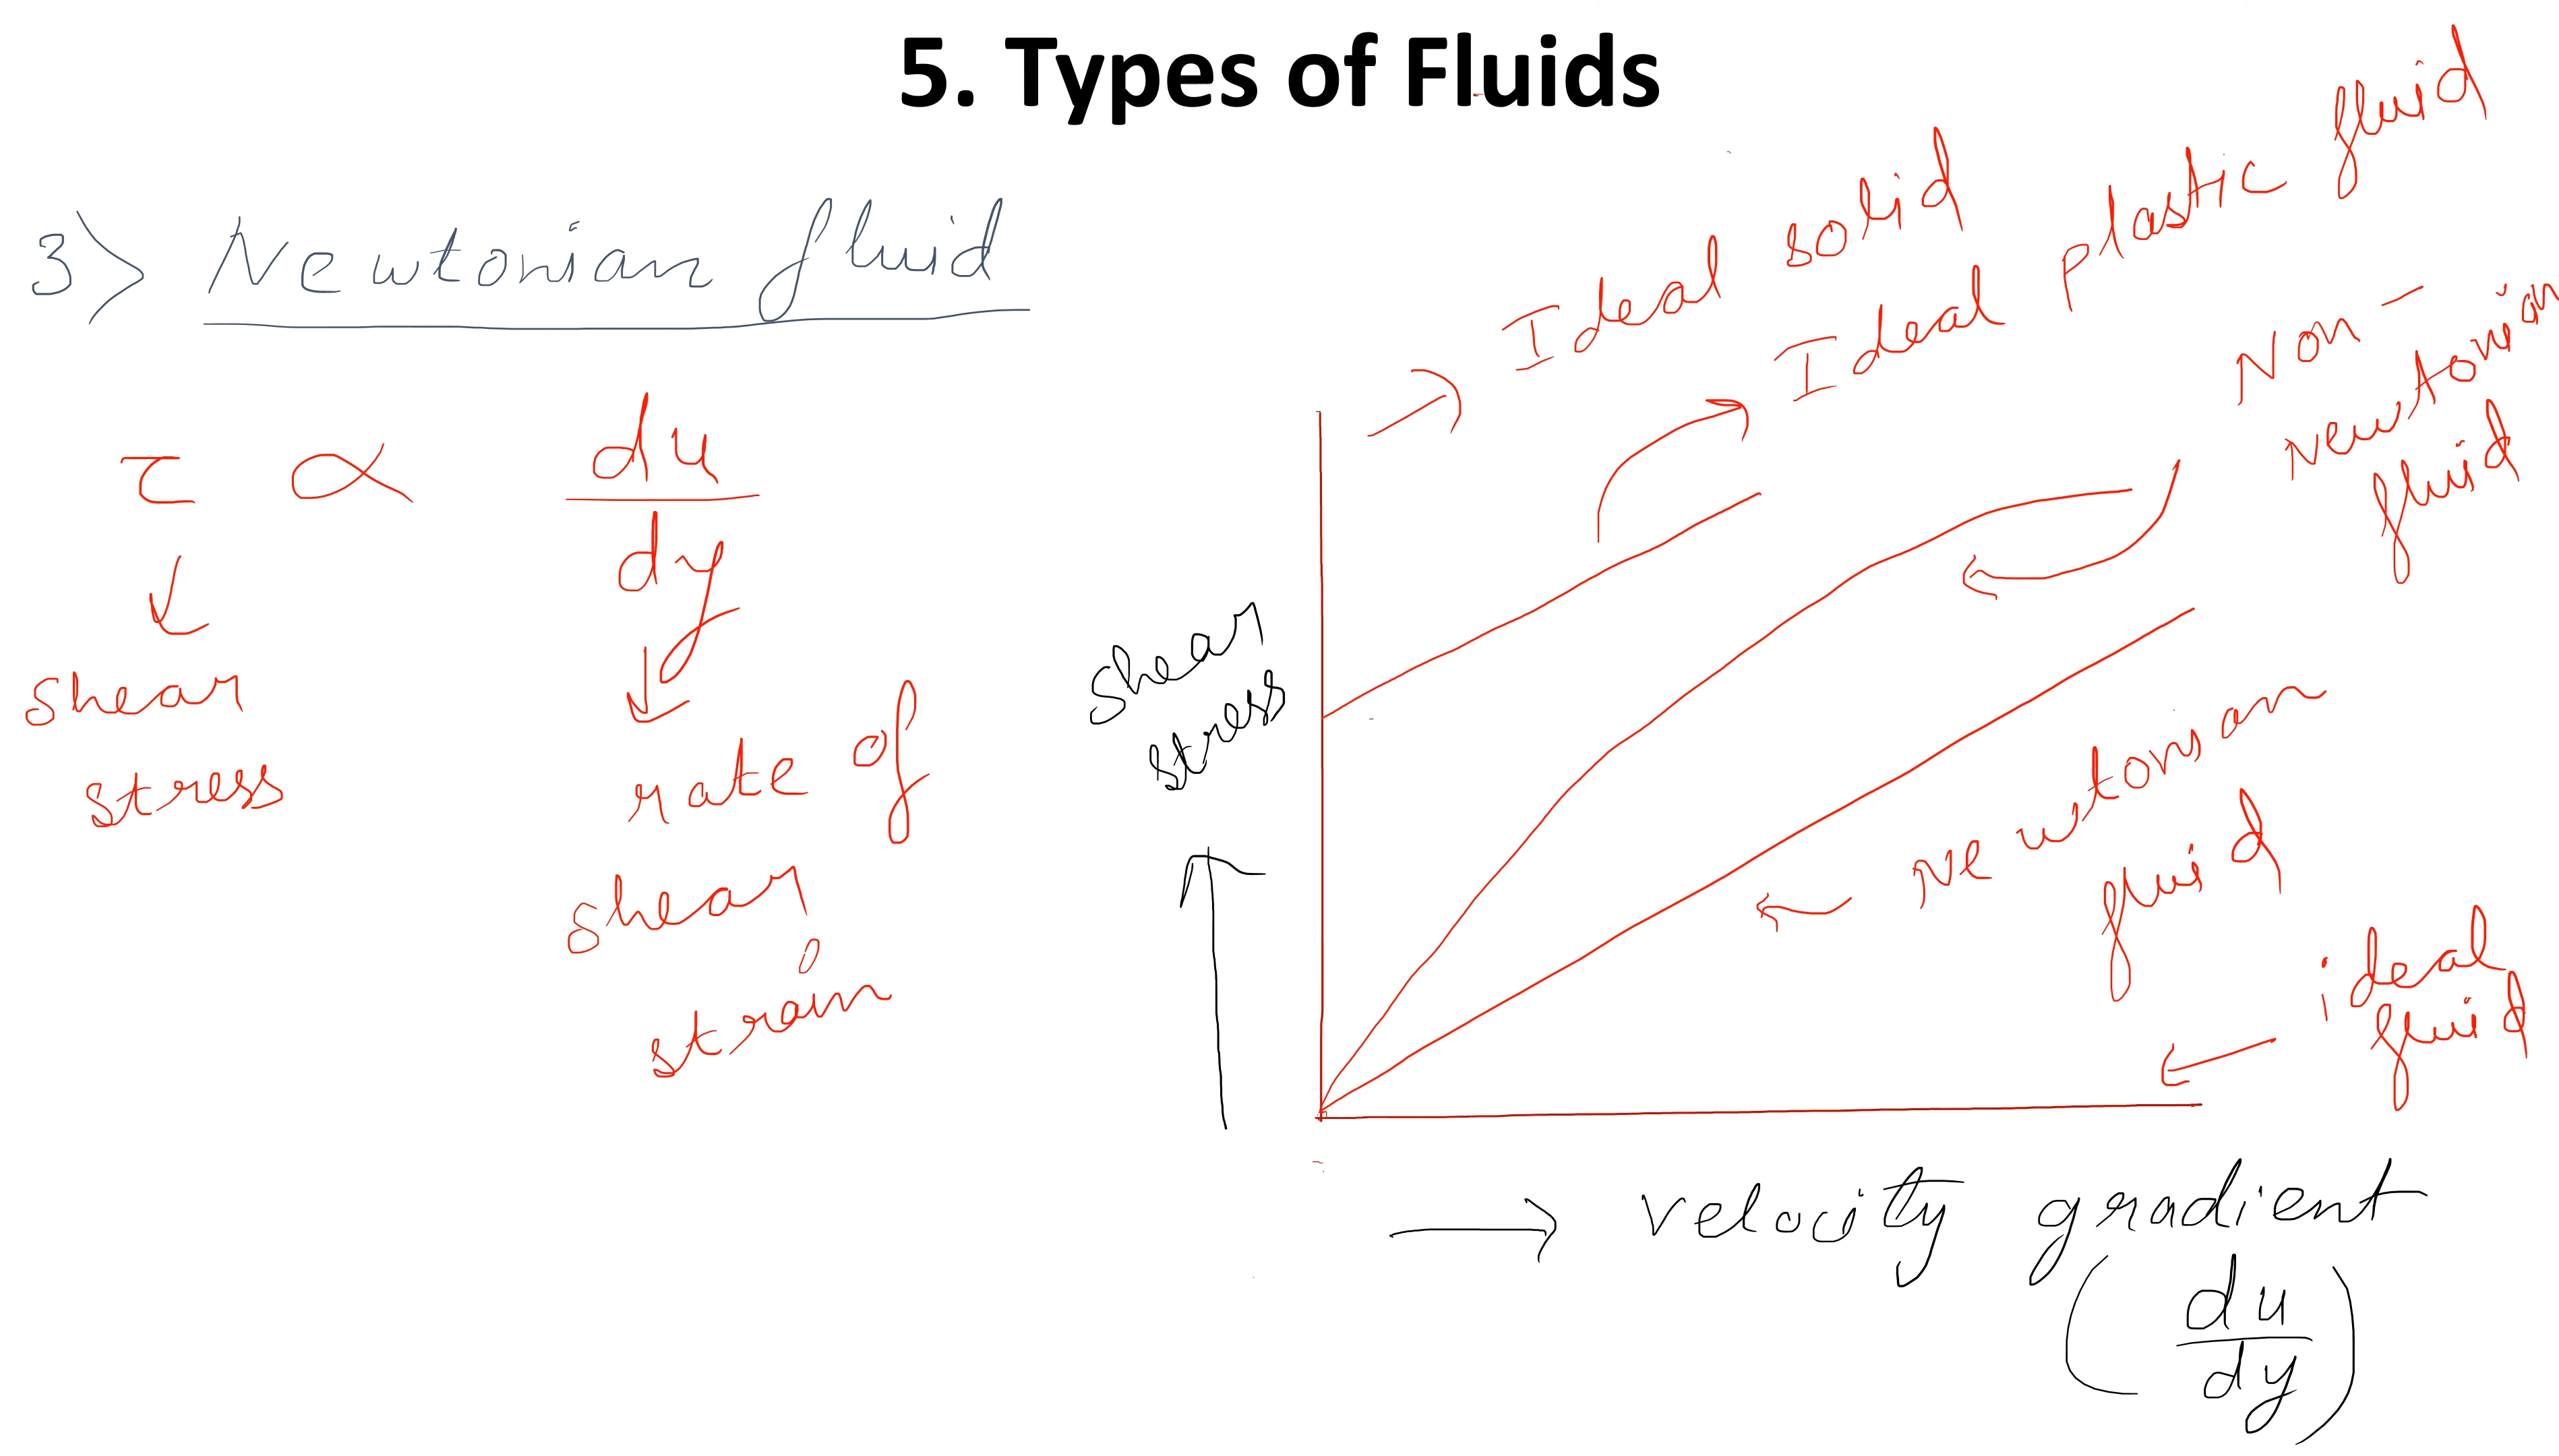 5. Types of Fluids
3> Newtonian fluid
τ ∝ du/dy
shear
stress
rate of
shear
strain
Ideal solid
Ideal plastic fluid
Non-
newtonian
fluid
shear
stress
Newtonian
fluid
ideal
fluid
velocity gradient
(du/dy)